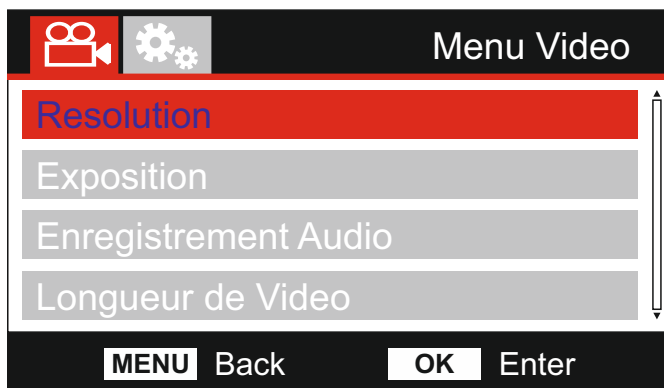 Menu Video
Resolution
Exposition
Enregistrement Audio
Longueur de Video
MENU Back OK Enter